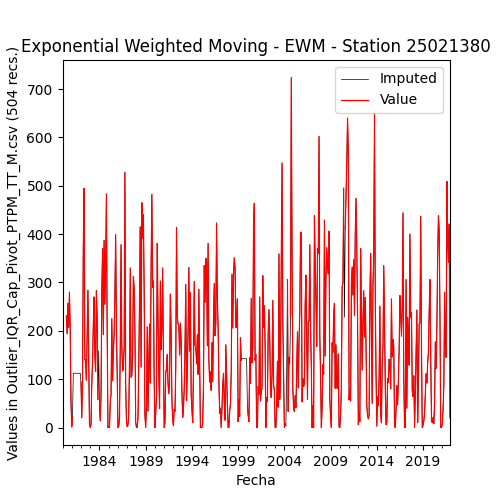 Exponential Weighted Moving - EWM - Station 25021380
Imputed
Value
Values in Outlier_IQR_Cap_Pivot_PTPM_TT_M.csv (504 recs.)
700
600
500
400
300
200
100
0
1984 1989 1994 1999 2004 2009 2014 2019
Fecha